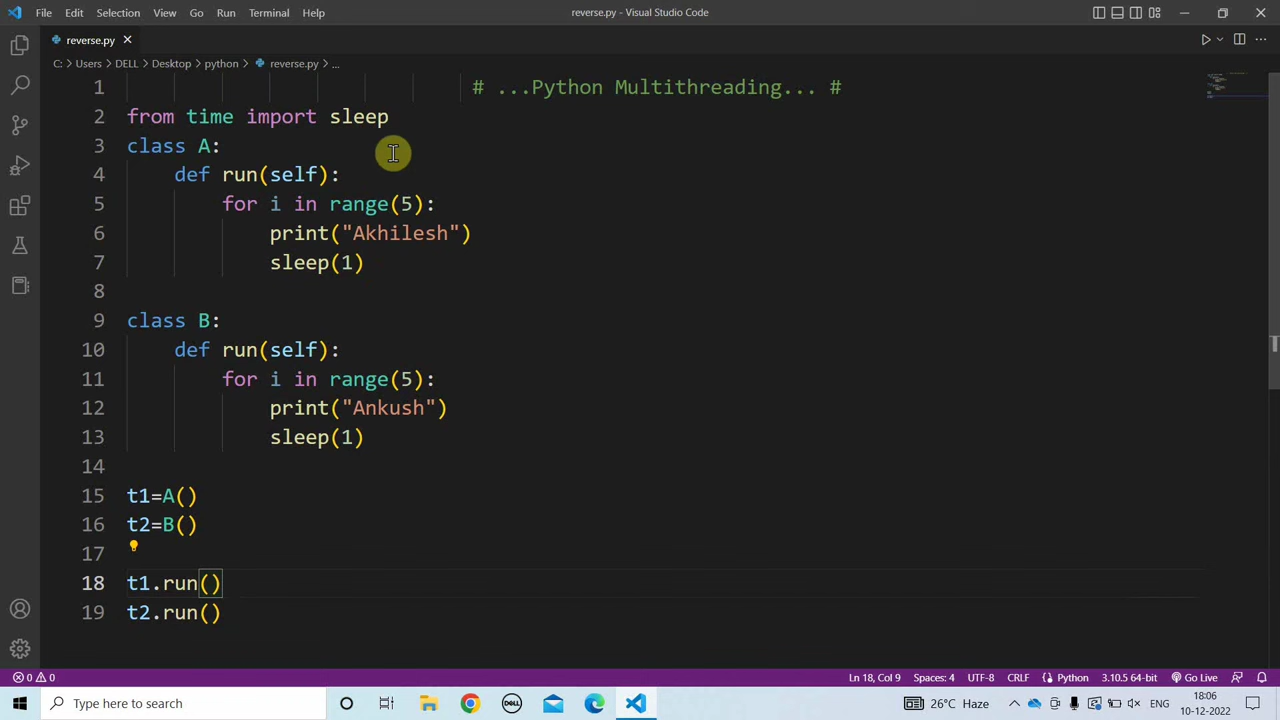 File Edit Selection View Go Run Terminal Help reverse.py - Visual Studio Code
reverse.py
C: > Users > DELL > Desktop > python > reverse.py > ...
1 # ...Python Multithreading... #
2 from time import sleep
3 class A:
4 def run(self):
5 for i in range(5):
6 print("Akhilesh")
7 sleep(1)
8
9 class B:
10 def run(self):
11 for i in range(5):
12 print("Ankush")
13 sleep(1)
14
15 t1=A()
16 t2=B()
17
18 t1.run()
19 t2.run()
0 0 Ln 18, Col 9 Spaces: 4 UTF-8 CRLF Python 3.10.5 64-bit Go Live
Type here to search DELL 26°C Haze ENG 18:06
10-12-2022